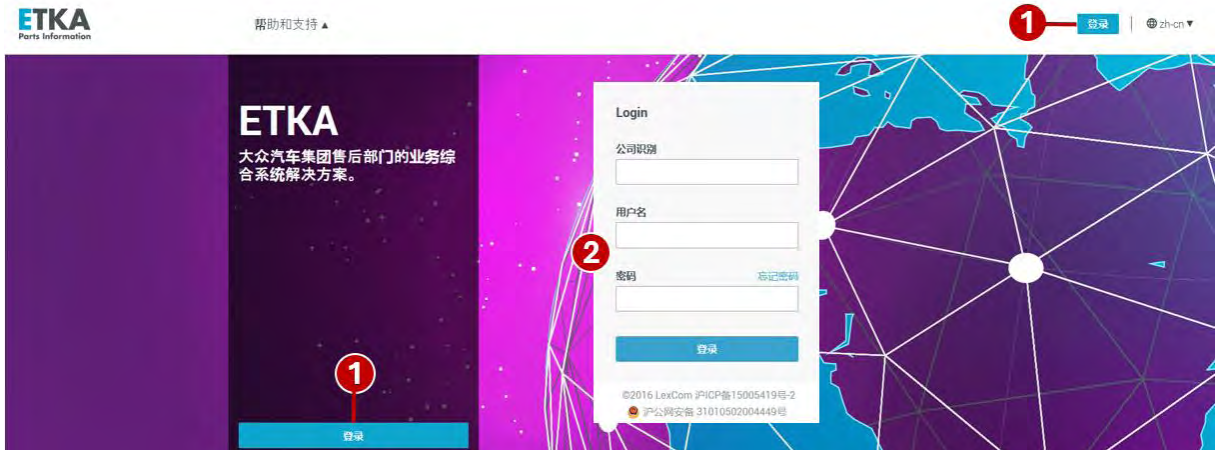 ETKA
Parts Information
帮助和支持 ▲
1
登录
zh-cn ▼
ETKA
大众汽车集团售后部门的业务综
合系统解决方案。
1
登录
2
Login
公司识别
用户名
密码
忘记密码
登录
©2016 LexCom 沪ICP备15005419号-2
沪公网安备 31010502004449号